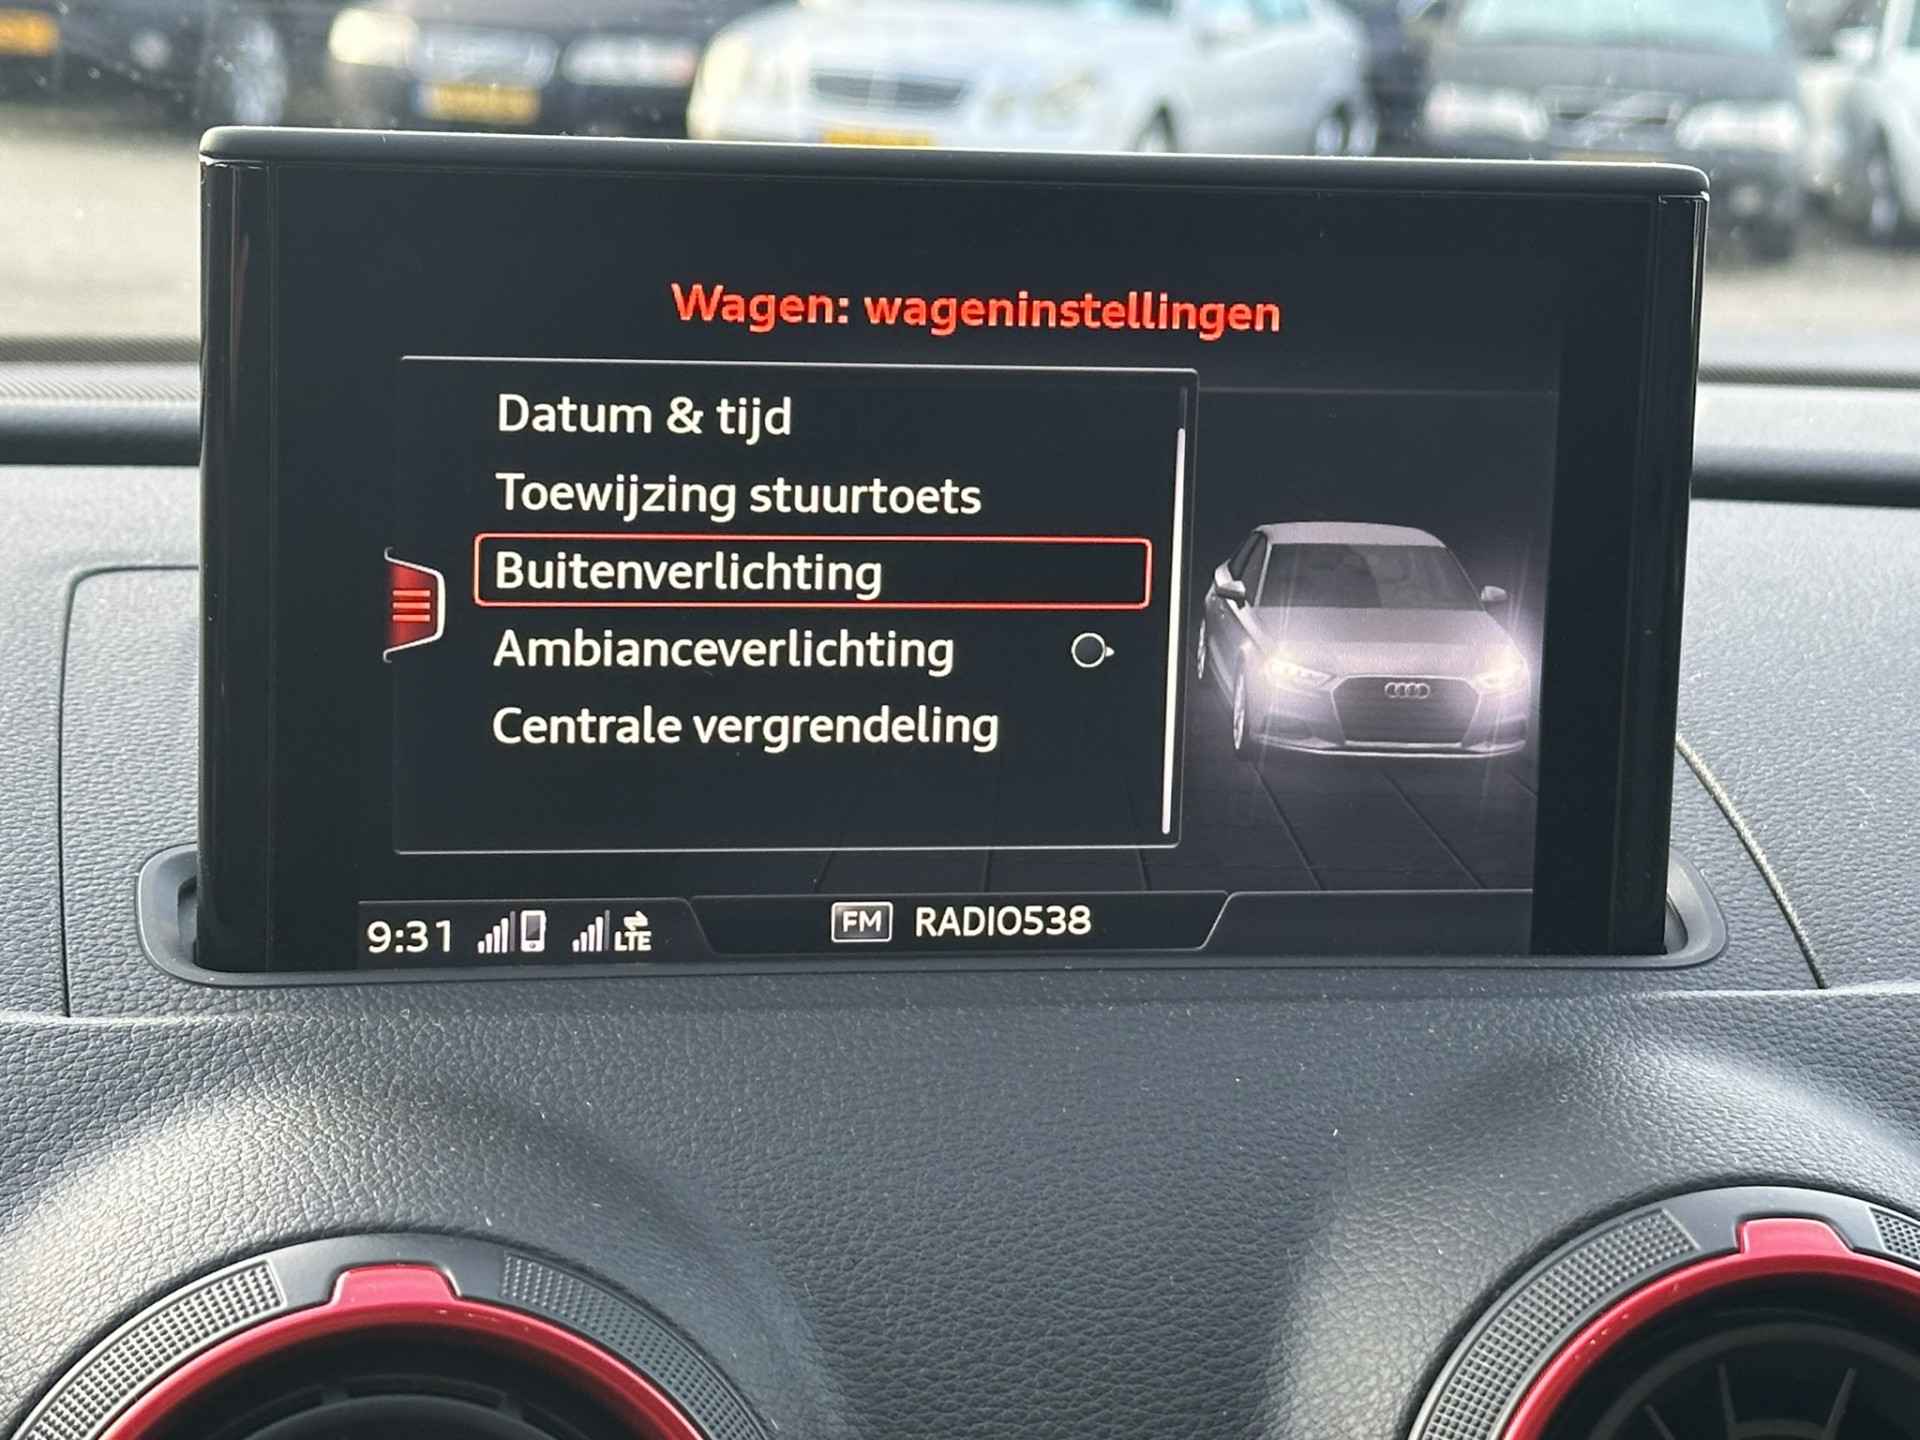 Wagen: wageninstellingen
Datum & tijd
Toewijzing stuurtoets
Buitenverlichting
Ambianceverlichting
Centrale vergrendeling
9:31 LTE FM RADIO538